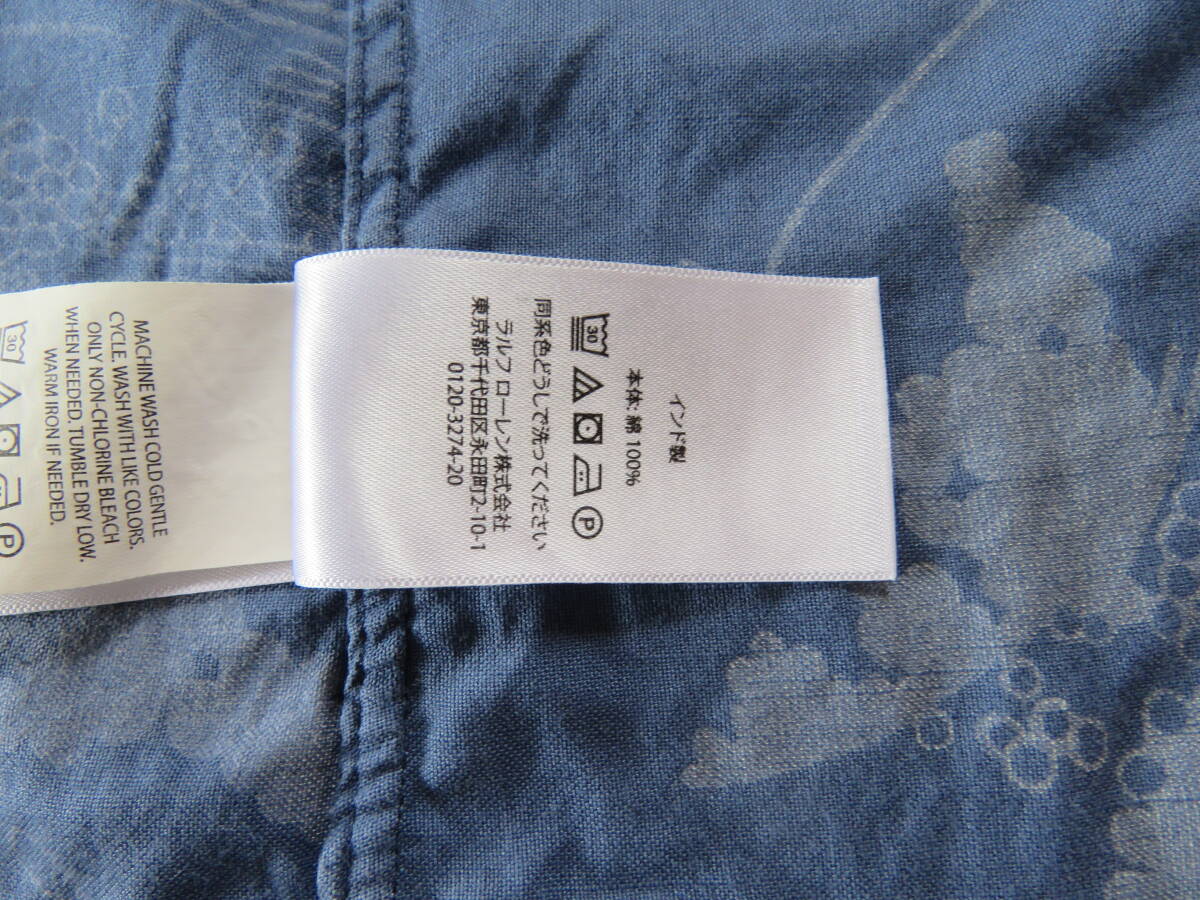 インド製
本体: 綿 100%
30
P
同系色どうしで洗ってください
ラルフ ローレン株式会社
東京都千代田区永田町2-10-1
0120-3274-20
MACHINE WASH COLD GENTLE
CYCLE. WASH WITH LIKE COLORS.
ONLY NON-CHLORINE BLEACH
WHEN NEEDED. TUMBLE DRY LOW.
WARM IRON IF NEEDED.
30
P